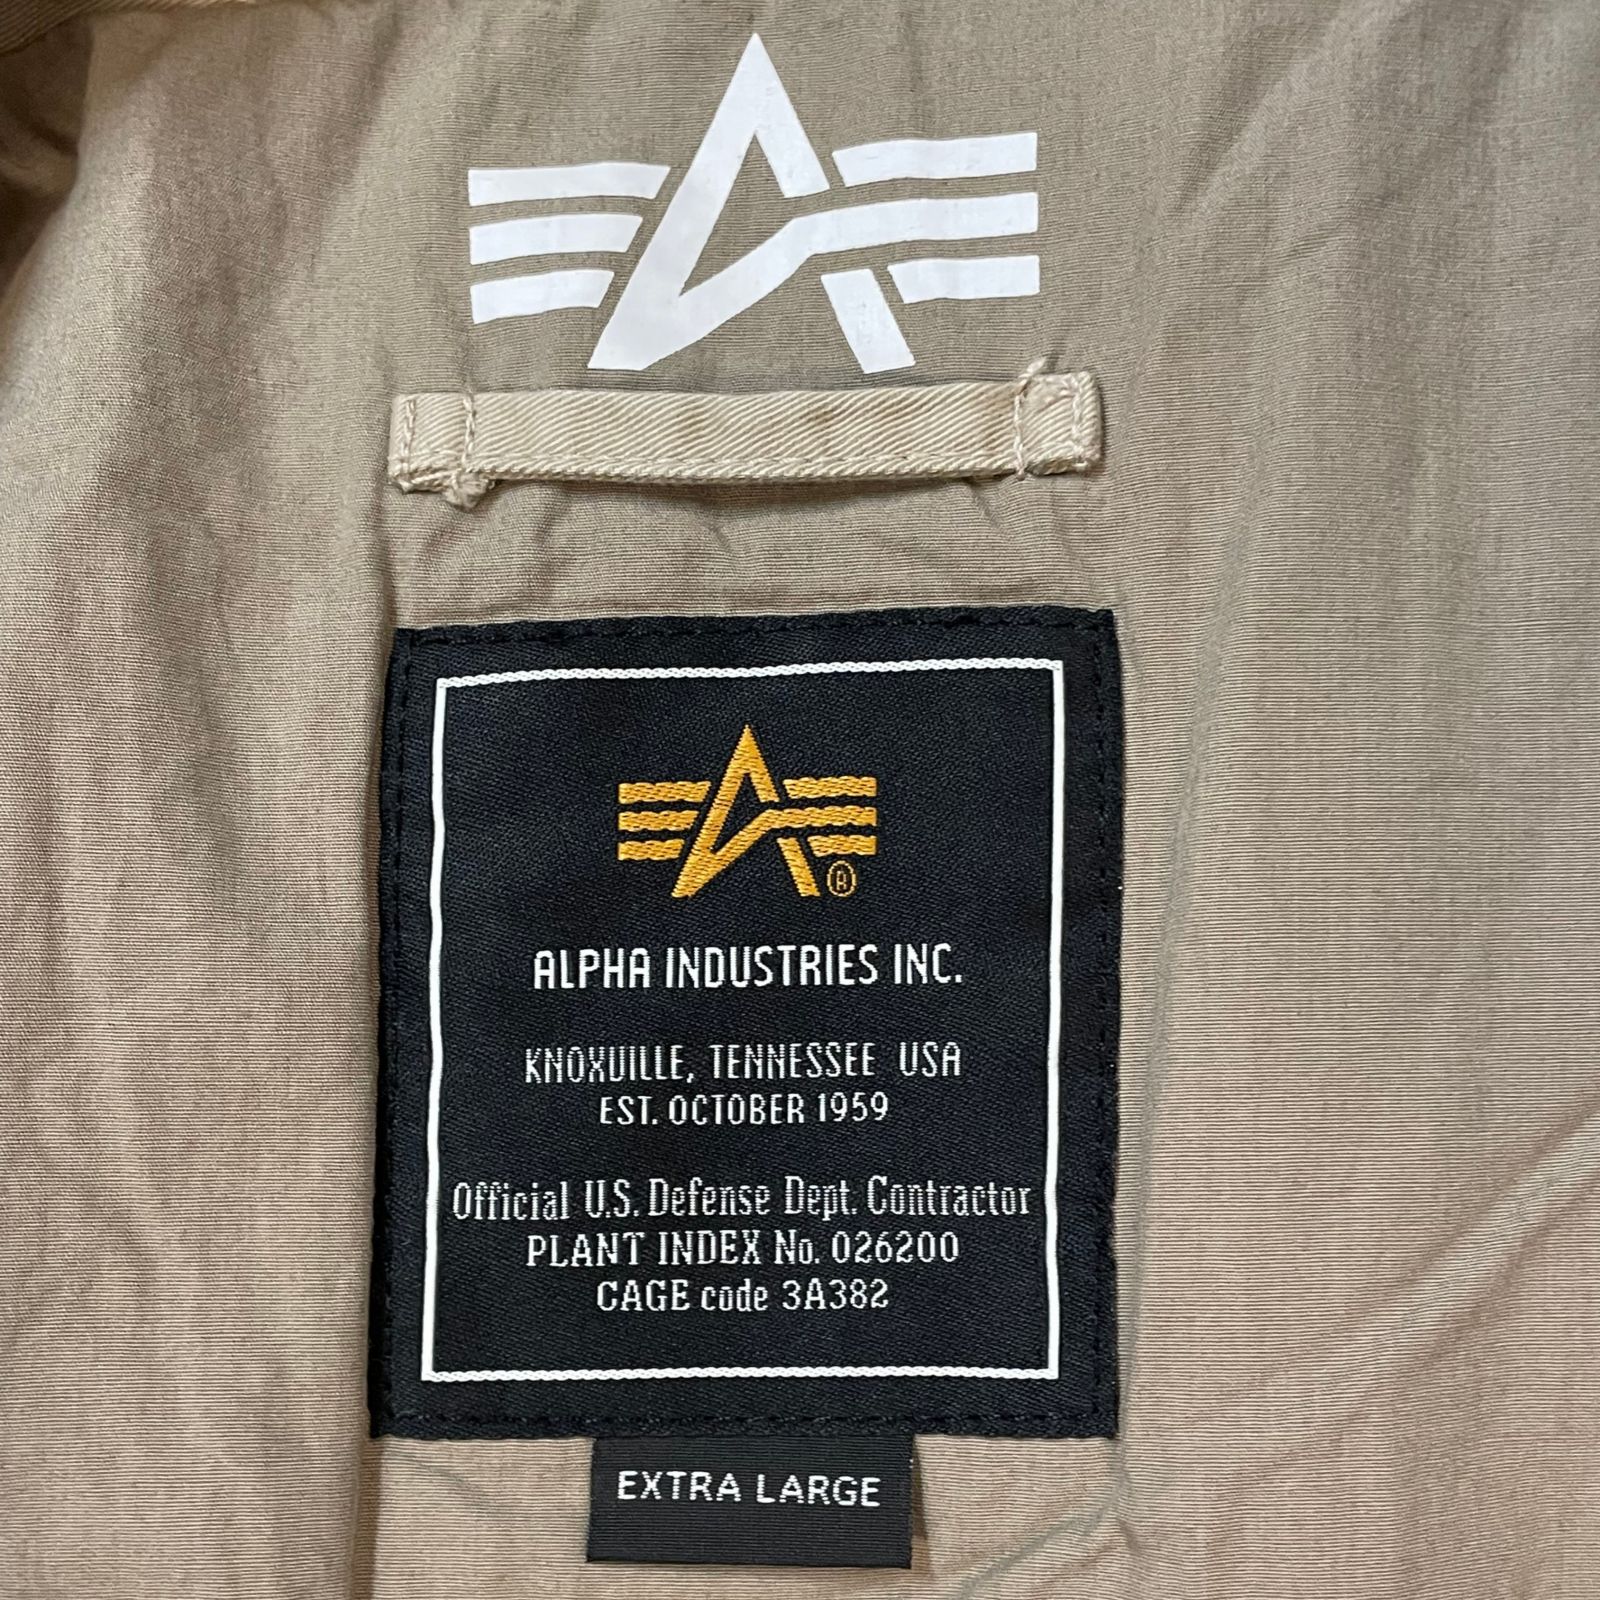 ALPHA INDUSTRIES INC.
KNOXVILLE, TENNESSEE USA
EST. OCTOBER 1959
Official U.S. Defense Dept. Contractor
PLANT INDEX No. 026200
CAGE code 3A382
EXTRA LARGE